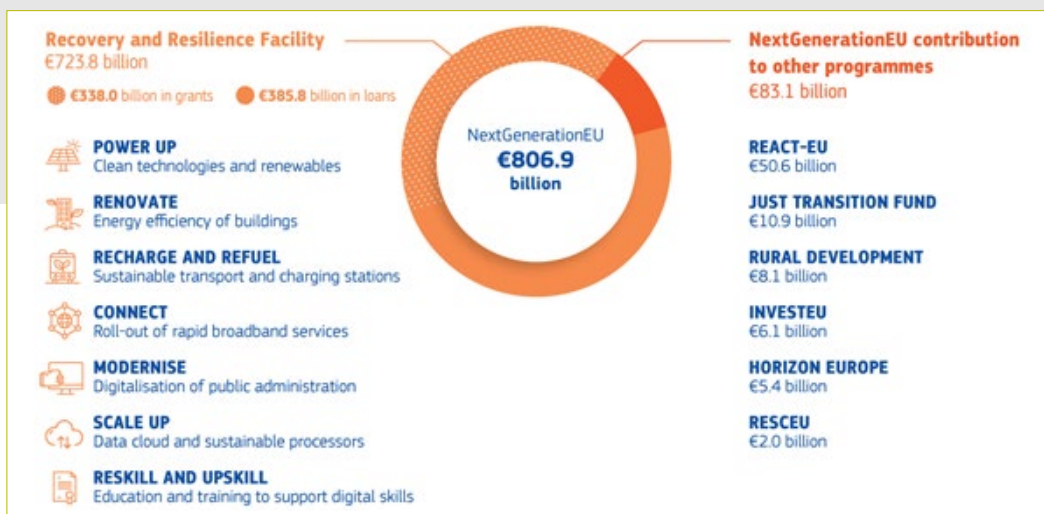 Recovery and Resilience Facility
€723.8 billion
€338.0 billion in grants €385.8 billion in loans
POWER UP
Clean technologies and renewables
RENOVATE
Energy efficiency of buildings
RECHARGE AND REFUEL
Sustainable transport and charging stations
CONNECT
Roll-out of rapid broadband services
MODERNISE
Digitalisation of public administration
SCALE UP
Data cloud and sustainable processors
RESKILL AND UPSKILL
Education and training to support digital skills
NextGenerationEU
€806.9
billion
NextGenerationEU contribution
to other programmes
€83.1 billion
REACT-EU
€50.6 billion
JUST TRANSITION FUND
€10.9 billion
RURAL DEVELOPMENT
€8.1 billion
INVESTEU
€6.1 billion
HORIZON EUROPE
€5.4 billion
RESCEU
€2.0 billion